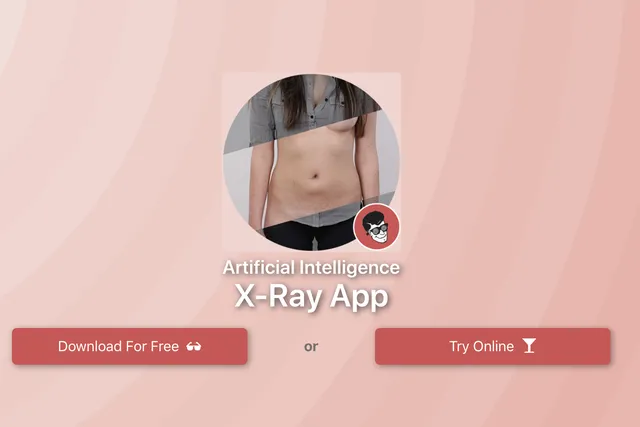 Artificial Intelligence
X-Ray App
Download For Free
or
Try Online